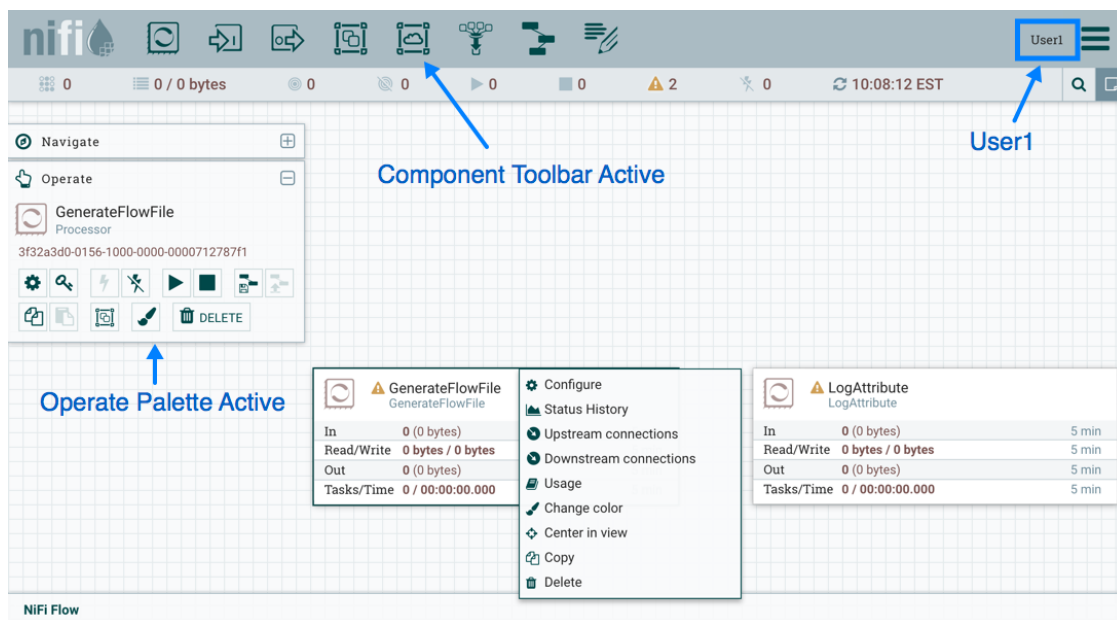 nifi
User1
0
0 / 0 bytes
0
0
0
0
2
0
10:08:12 EST
User1
Component Toolbar Active
Navigate
Operate
GenerateFlowFile
Processor
3f32a3d0-0156-1000-0000-0000712787f1
DELETE
Operate Palette Active
GenerateFlowFile
GenerateFlowFile
In 0 (0 bytes)
Read/Write 0 bytes / 0 bytes
Out 0 (0 bytes)
Tasks/Time 0 / 00:00:00.000
Configure
Status History
Upstream connections
Downstream connections
Usage
Change color
Center in view
Copy
Delete
LogAttribute
LogAttribute
In 0 (0 bytes) 5 min
Read/Write 0 bytes / 0 bytes 5 min
Out 0 (0 bytes) 5 min
Tasks/Time 0 / 00:00:00.000 5 min
NiFi Flow